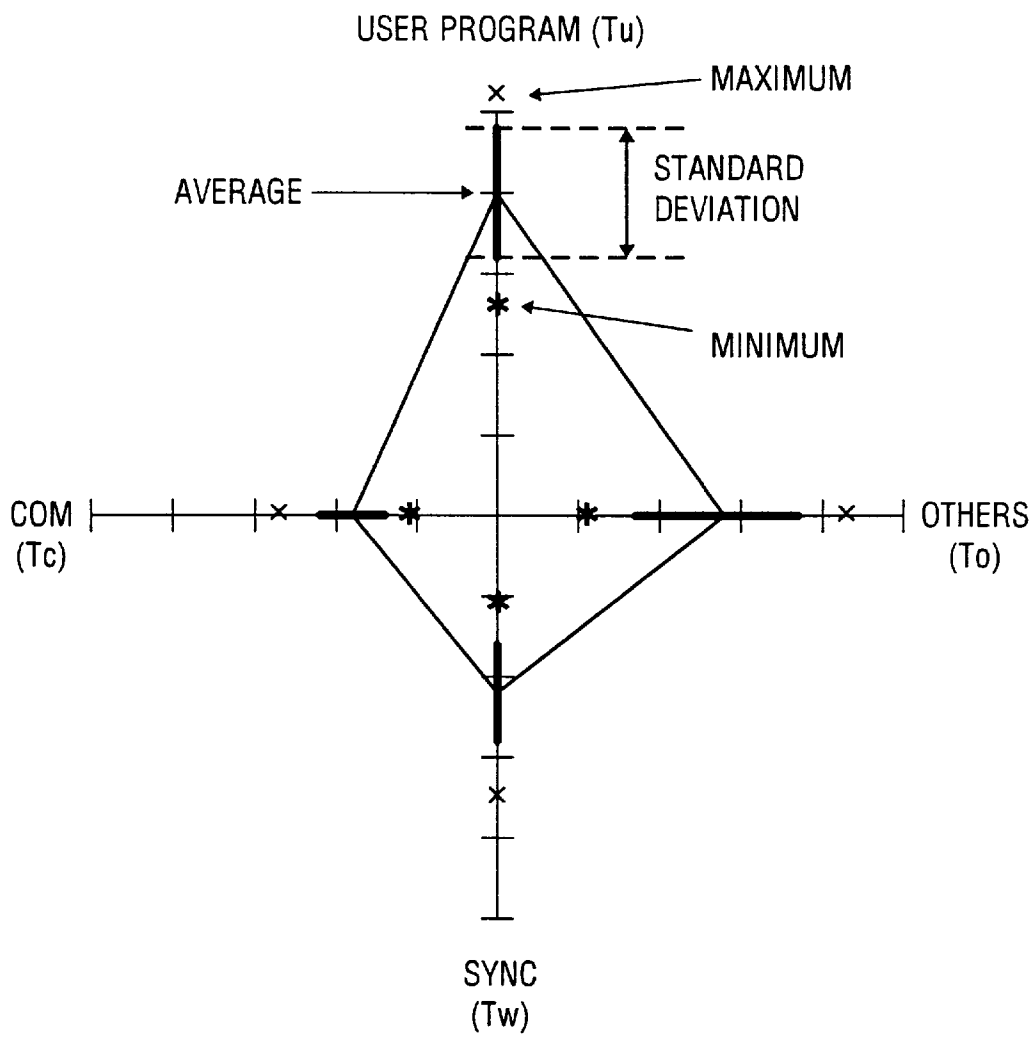 USER PROGRAM (Tu)
MAXIMUM
AVERAGE
STANDARD
DEVIATION
MINIMUM
COM
(Tc)
OTHERS
(To)
SYNC
(Tw)